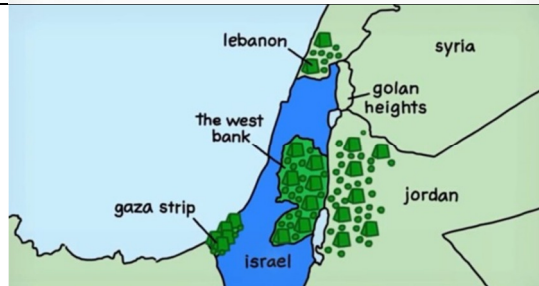 lebanon
syria
golan
heights
the west
bank
jordan
gaza strip
israel